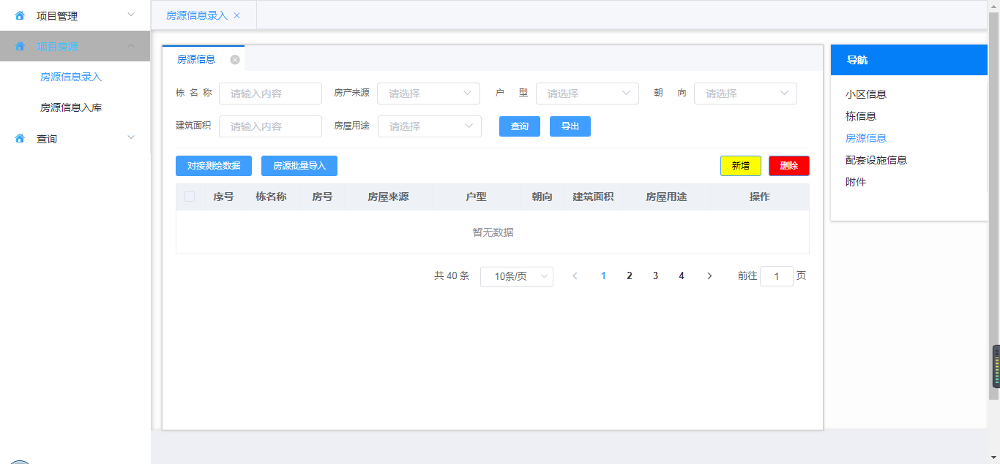 项目管理
项目房源
房源信息录入
房源信息入库
查询
房源信息录入
房源信息
栋 名 称 请输入内容 房产来源 请选择 户 型 请选择 朝 向 请选择
建筑面积 请输入内容 房屋用途 请选择 查询 导出
对接测绘数据 房源批量导入 新增 删除
序号 栋名称 房号 房屋来源 户型 朝向 建筑面积 房屋用途 操作
暂无数据
共 40 条 10条/页 1 2 3 4 前往 1 页
导航
小区信息
栋信息
房源信息
配套设施信息
附件